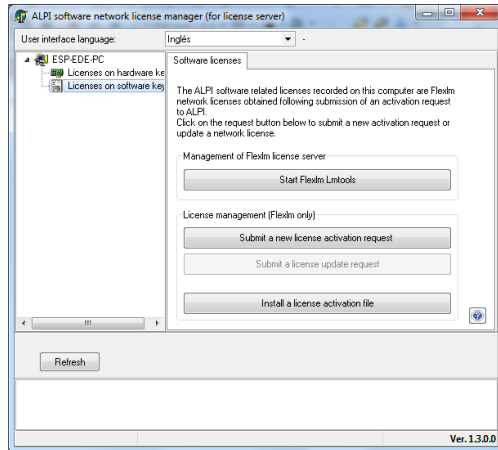 ALPI software network license manager (for license server)
User interface language:
Inglés
-
ESP-EDE-PC
Licenses on hardware ke
Licenses on software key
Software licenses
The ALPI software related licenses recorded on this computer are Flexlm
network licenses obtained following submission of an activation request
to ALPI.
Click on the request button below to submit a new activation request or
update a network license.
Management of Flexlm license server
Start Flexlm Lmtools
License management (Flexlm only)
Submit a new license activation request
Submit a license update request
Install a license activation file
Refresh
Ver. 1.3.0.0